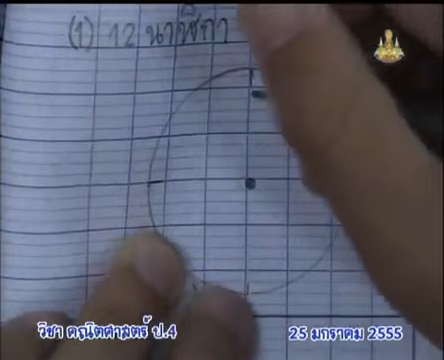 (1) 12 นาฬิกา
วิชา คณิตศาสตร์ ป.4
25 มกราคม 2555